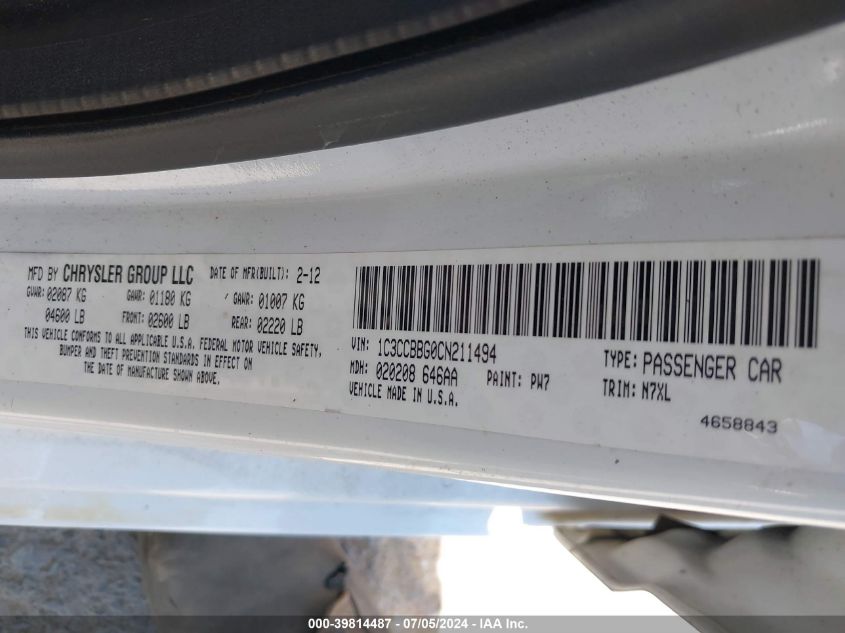 MFD BY CHRYSLER GROUP LLC DATE OF MFR(BUILT): 2-12
GVWR: 02087 KG GAWR: 01180 KG GAWR: 01007 KG
04600 LB FRONT: 02600 LB REAR: 02220 LB
THIS VEHICLE CONFORMS TO ALL APPLICABLE U.S.A. FEDERAL MOTOR VEHICLE SAFETY,
BUMPER AND THEFT PREVENTION STANDARDS IN EFFECT ON
THE DATE OF MANUFACTURE SHOWN ABOVE.
VIN: 1C3CCBBG0CN211494
TYPE: PASSENGER CAR
MDH: 020208 646AA PAINT: PW7
TRIM: N7XL
VEHICLE MADE IN U.S.A.
4658843
000-39814487 - 07/05/2024 - IAA Inc.